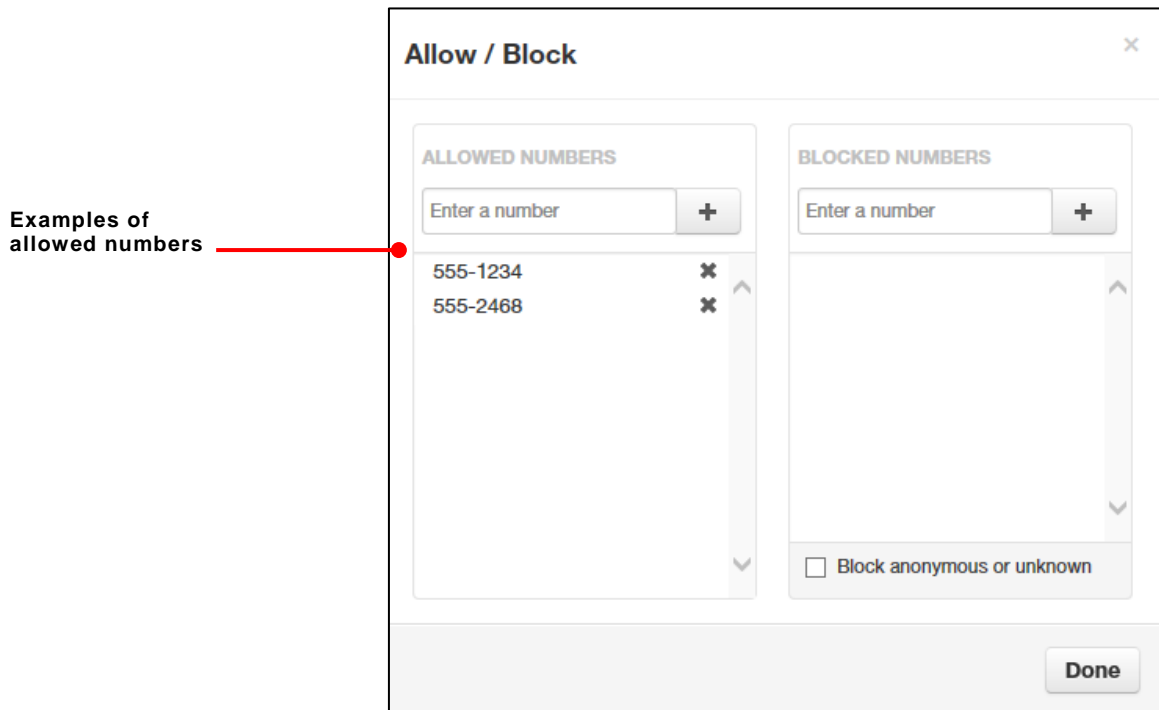 Allow / Block
×
Examples of
allowed numbers
ALLOWED NUMBERS
Enter a number
+
555-1234 ✖
555-2468 ✖
BLOCKED NUMBERS
Enter a number
+
Block anonymous or unknown
Done